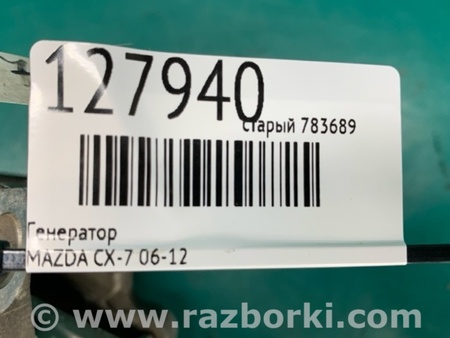 127940
старый 783689
Генератор
MAZDA CX-7 06-12
© www.razborki.com